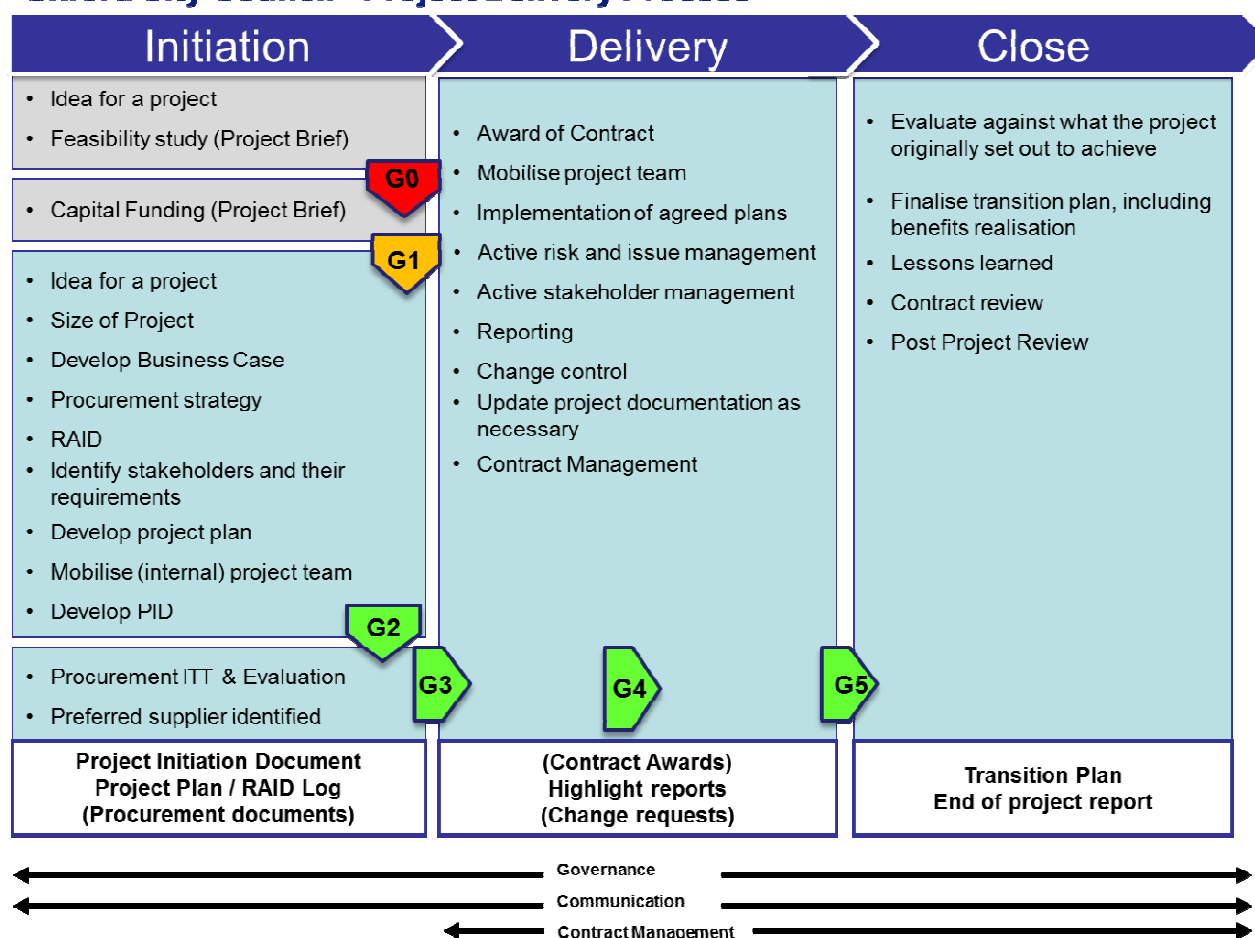 Oxford City Council - Project Delivery Process
Initiation
Delivery
Close
• Idea for a project
• Feasibility study (Project Brief)
G0
• Capital Funding (Project Brief)
G1
• Idea for a project
• Size of Project
• Develop Business Case
• Procurement strategy
• RAID
• Identify stakeholders and their
requirements
• Develop project plan
• Mobilise (internal) project team
• Develop PID
G2
• Procurement ITT & Evaluation
• Preferred supplier identified
G3
Project Initiation Document
Project Plan / RAID Log
(Procurement documents)
• Award of Contract
• Mobilise project team
• Implementation of agreed plans
• Active risk and issue management
• Active stakeholder management
• Reporting
• Change control
• Update project documentation as
necessary
• Contract Management
G4
G5
(Contract Awards)
Highlight reports
(Change requests)
• Evaluate against what the project
originally set out to achieve
• Finalise transition plan, including
benefits realisation
• Lessons learned
• Contract review
• Post Project Review
Transition Plan
End of project report
Governance
Communication
Contract Management